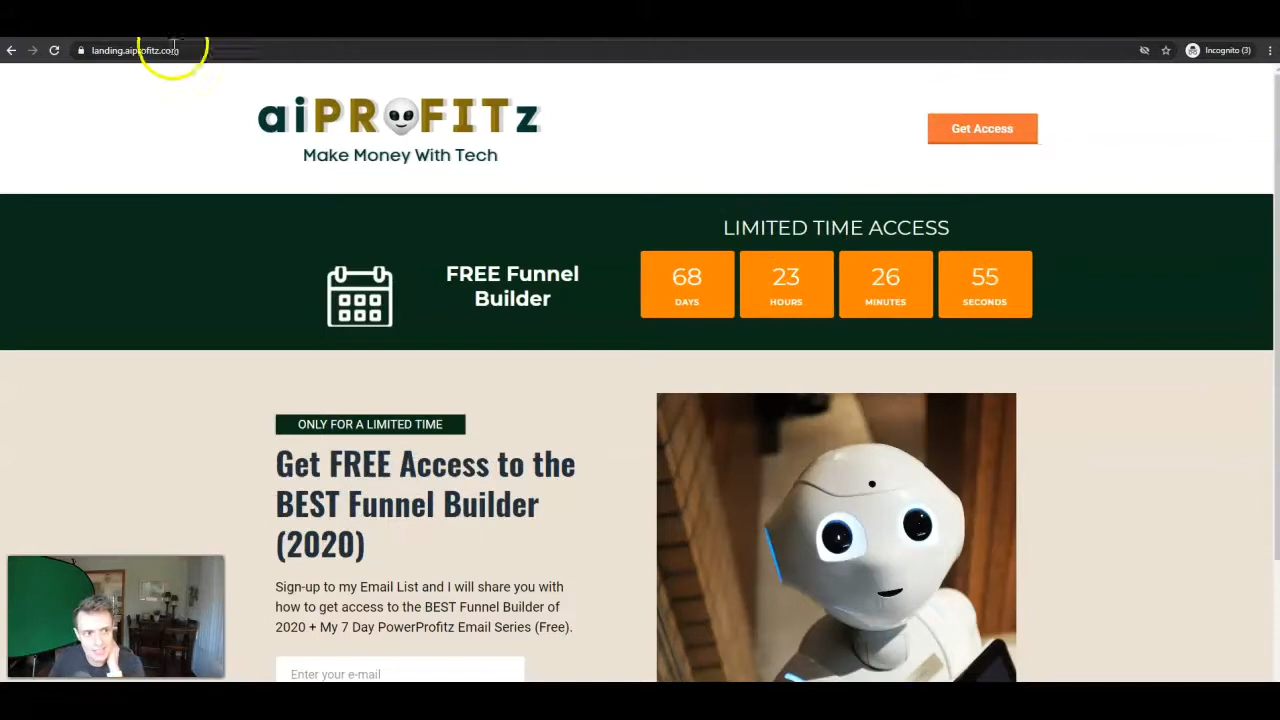 landing.aiprofitz.com
Incognito (3)
aiPROFITz
Make Money With Tech
Get Access
LIMITED TIME ACCESS
FREE Funnel
Builder
68
23
26
55
DAYS
HOURS
MINUTES
SECONDS
ONLY FOR A LIMITED TIME
Get FREE Access to the
BEST Funnel Builder
(2020)
Sign-up to my Email List and I will share you with
how to get access to the BEST Funnel Builder of
2020 + My 7 Day PowerProfitz Email Series (Free).
Enter your e-mail